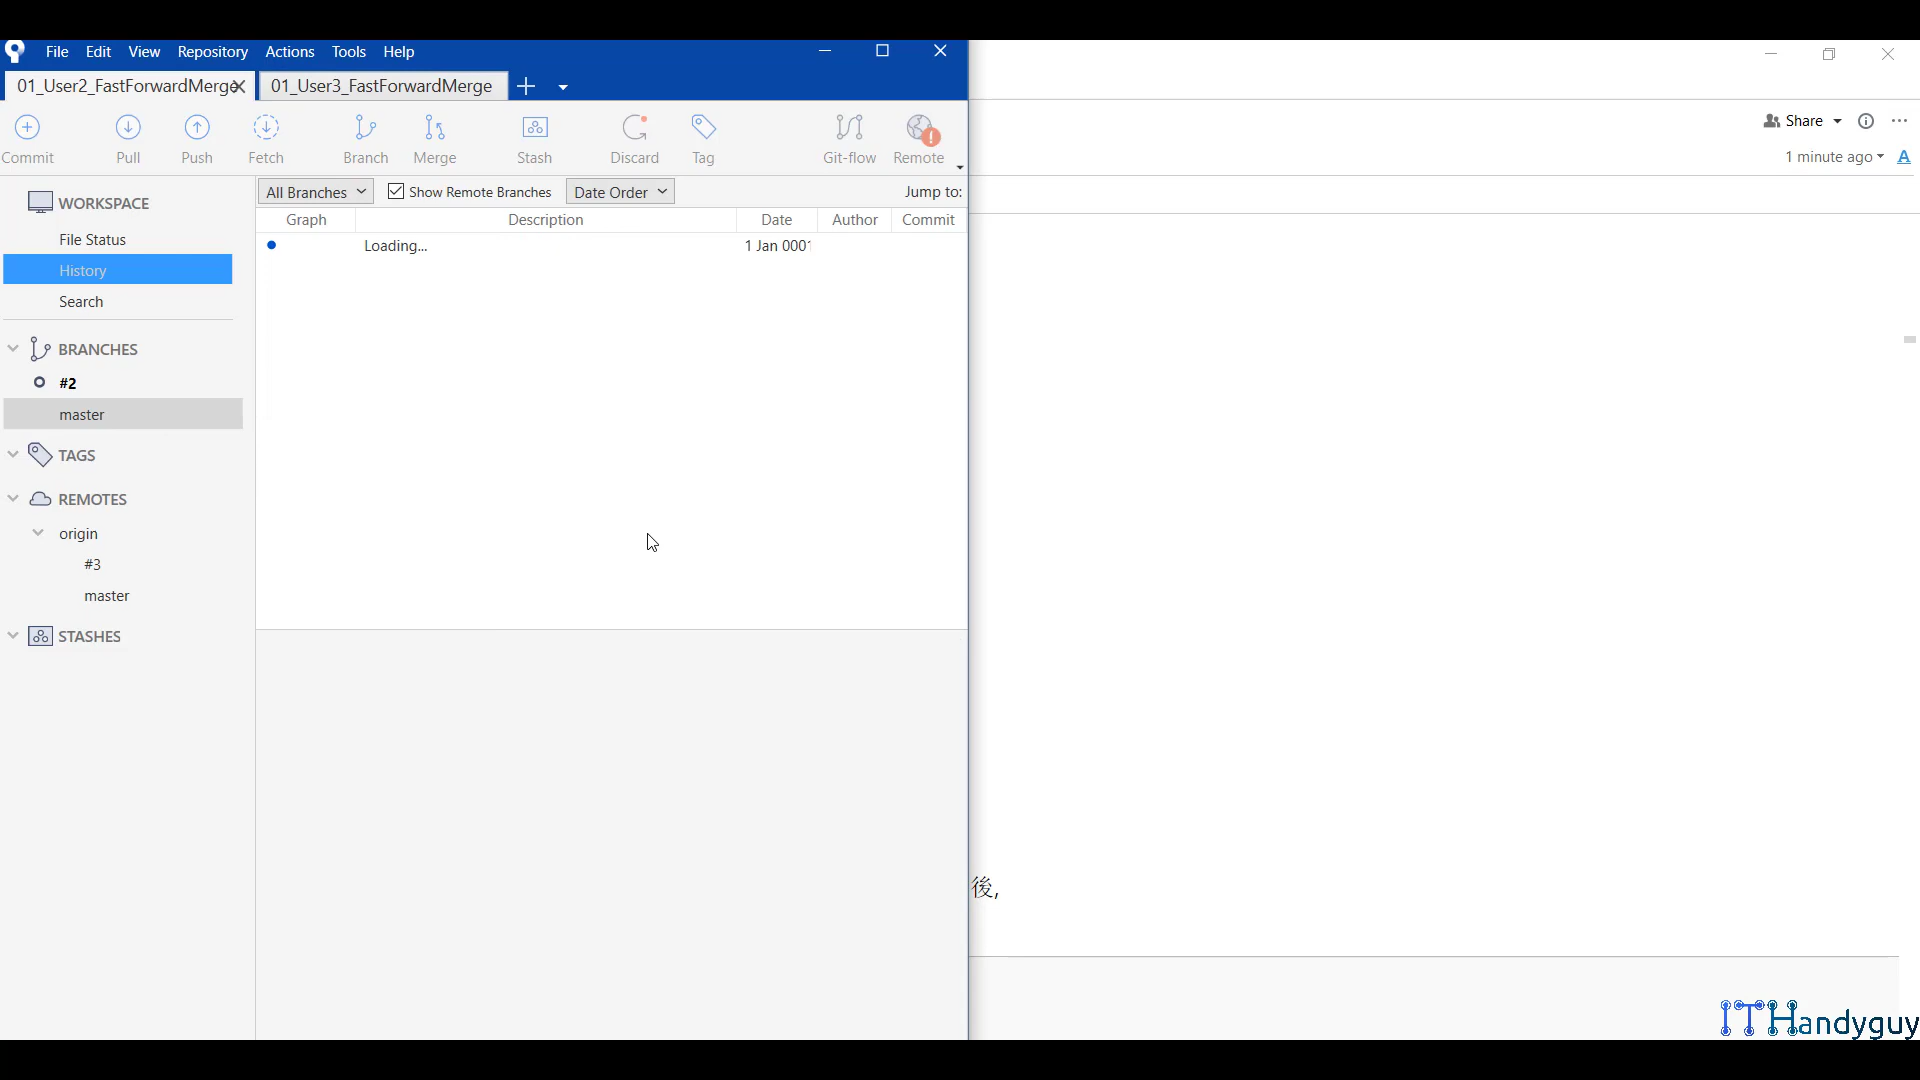 File Edit View Repository Actions Tools Help
01_User2_FastForwardMerge 01_User3_FastForwardMerge
Commit Pull Push Fetch Branch Merge Stash Discard Tag Git-flow Remote
Share
1 minute ago A
WORKSPACE
File Status
History
Search
BRANCHES
#2
master
TAGS
REMOTES
origin
#3
master
STASHES
All Branches Show Remote Branches Date Order Jump to:
Graph Description Date Author Commit
Loading... 1 Jan 0001
後,
ITHandyguy